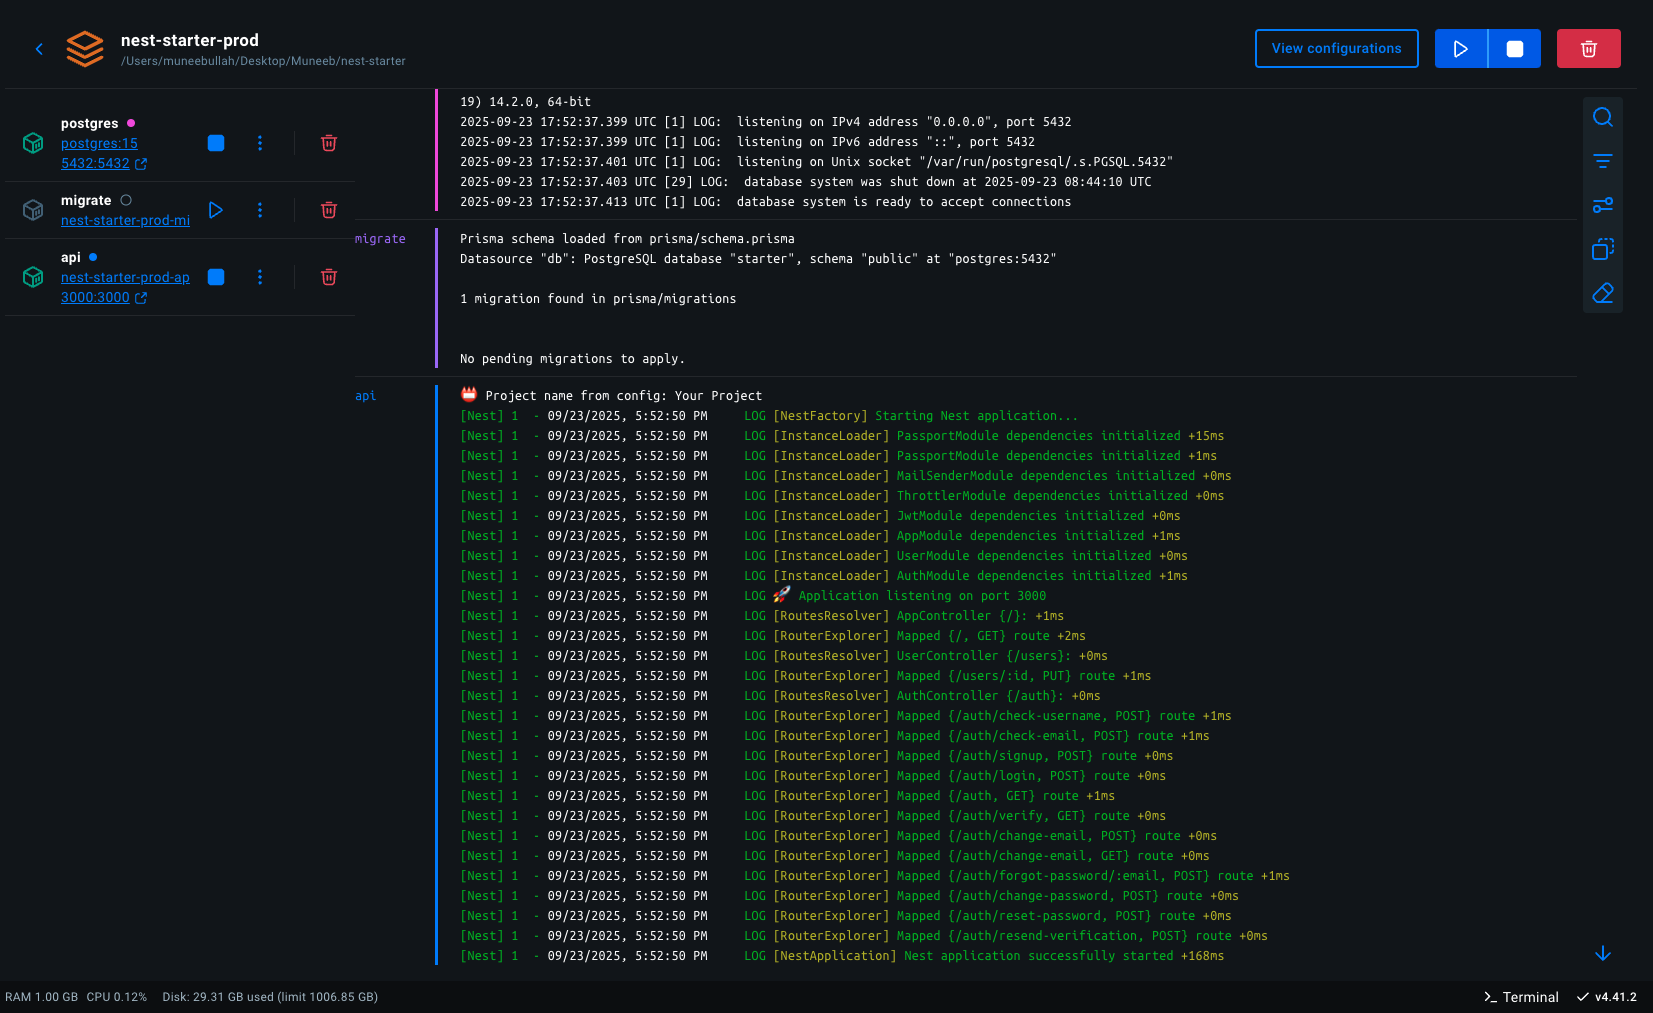 nest-starter-prod
/Users/muneebullah/Desktop/Muneeb/nest-starter
View configurations
postgres
postgres:15
5432:5432
migrate
nest-starter-prod-mi
api
nest-starter-prod-ap
3000:3000
19) 14.2.0, 64-bit
2025-09-23 17:52:37.399 UTC [1] LOG:  listening on IPv4 address "0.0.0.0", port 5432
2025-09-23 17:52:37.399 UTC [1] LOG:  listening on IPv6 address "::", port 5432
2025-09-23 17:52:37.401 UTC [1] LOG:  listening on Unix socket "/var/run/postgresql/.s.PGSQL.5432"
2025-09-23 17:52:37.403 UTC [29] LOG:  database system was shut down at 2025-09-23 08:44:10 UTC
2025-09-23 17:52:37.413 UTC [1] LOG:  database system is ready to accept connections
migrate
Prisma schema loaded from prisma/schema.prisma
Datasource "db": PostgreSQL database "starter", schema "public" at "postgres:5432"
1 migration found in prisma/migrations
No pending migrations to apply.
api
📛 Project name from config: Your Project
[Nest] 1  - 09/23/2025, 5:52:50 PM     LOG [NestFactory] Starting Nest application...
[Nest] 1  - 09/23/2025, 5:52:50 PM     LOG [InstanceLoader] PassportModule dependencies initialized +15ms
[Nest] 1  - 09/23/2025, 5:52:50 PM     LOG [InstanceLoader] PassportModule dependencies initialized +1ms
[Nest] 1  - 09/23/2025, 5:52:50 PM     LOG [InstanceLoader] MailSenderModule dependencies initialized +0ms
[Nest] 1  - 09/23/2025, 5:52:50 PM     LOG [InstanceLoader] ThrottlerModule dependencies initialized +0ms
[Nest] 1  - 09/23/2025, 5:52:50 PM     LOG [InstanceLoader] JwtModule dependencies initialized +0ms
[Nest] 1  - 09/23/2025, 5:52:50 PM     LOG [InstanceLoader] AppModule dependencies initialized +1ms
[Nest] 1  - 09/23/2025, 5:52:50 PM     LOG [InstanceLoader] UserModule dependencies initialized +0ms
[Nest] 1  - 09/23/2025, 5:52:50 PM     LOG [InstanceLoader] AuthModule dependencies initialized +1ms
[Nest] 1  - 09/23/2025, 5:52:50 PM     LOG 🚀 Application listening on port 3000
[Nest] 1  - 09/23/2025, 5:52:50 PM     LOG [RoutesResolver] AppController {/}: +1ms
[Nest] 1  - 09/23/2025, 5:52:50 PM     LOG [RouterExplorer] Mapped {/, GET} route +2ms
[Nest] 1  - 09/23/2025, 5:52:50 PM     LOG [RoutesResolver] UserController {/users}: +0ms
[Nest] 1  - 09/23/2025, 5:52:50 PM     LOG [RouterExplorer] Mapped {/users/:id, PUT} route +1ms
[Nest] 1  - 09/23/2025, 5:52:50 PM     LOG [RoutesResolver] AuthController {/auth}: +0ms
[Nest] 1  - 09/23/2025, 5:52:50 PM     LOG [RouterExplorer] Mapped {/auth/check-username, POST} route +1ms
[Nest] 1  - 09/23/2025, 5:52:50 PM     LOG [RouterExplorer] Mapped {/auth/check-email, POST} route +1ms
[Nest] 1  - 09/23/2025, 5:52:50 PM     LOG [RouterExplorer] Mapped {/auth/signup, POST} route +0ms
[Nest] 1  - 09/23/2025, 5:52:50 PM     LOG [RouterExplorer] Mapped {/auth/login, POST} route +0ms
[Nest] 1  - 09/23/2025, 5:52:50 PM     LOG [RouterExplorer] Mapped {/auth, GET} route +1ms
[Nest] 1  - 09/23/2025, 5:52:50 PM     LOG [RouterExplorer] Mapped {/auth/verify, GET} route +0ms
[Nest] 1  - 09/23/2025, 5:52:50 PM     LOG [RouterExplorer] Mapped {/auth/change-email, POST} route +0ms
[Nest] 1  - 09/23/2025, 5:52:50 PM     LOG [RouterExplorer] Mapped {/auth/change-email, GET} route +0ms
[Nest] 1  - 09/23/2025, 5:52:50 PM     LOG [RouterExplorer] Mapped {/auth/forgot-password/:email, POST} route +1ms
[Nest] 1  - 09/23/2025, 5:52:50 PM     LOG [RouterExplorer] Mapped {/auth/change-password, POST} route +0ms
[Nest] 1  - 09/23/2025, 5:52:50 PM     LOG [RouterExplorer] Mapped {/auth/reset-password, POST} route +0ms
[Nest] 1  - 09/23/2025, 5:52:50 PM     LOG [RouterExplorer] Mapped {/auth/resend-verification, POST} route +0ms
[Nest] 1  - 09/23/2025, 5:52:50 PM     LOG [NestApplication] Nest application successfully started +168ms
RAM 1.00 GB  CPU 0.12%  Disk: 29.31 GB used (limit 1006.85 GB)
Terminal
v4.41.2